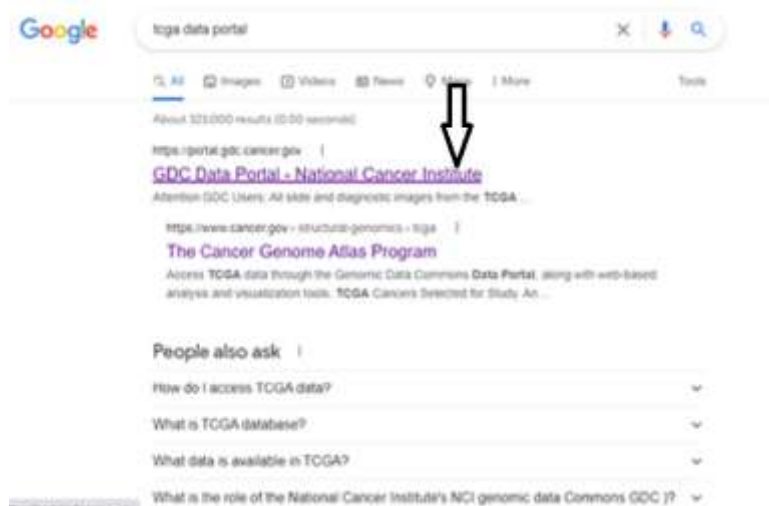 Google
tcga data portal
All Images Videos News Maps More Tools
About 323,000 results (0.00 seconds)
https://portal.gdc.cancer.gov
GDC Data Portal - National Cancer Institute
Attention GDC Users: All slide and diagnostic images from the TCGA ...
https://www.cancer.gov › structural-genomics › tcga
The Cancer Genome Atlas Program
Access TCGA data through the Genomic Data Commons Data Portal, along with web-based
analysis and visualization tools. TCGA Cancers Selected for Study. An ...
People also ask
How do I access TCGA data?
What is TCGA database?
What data is available in TCGA?
What is the role of the National Cancer Institute's NCI genomic data Commons GDC )?